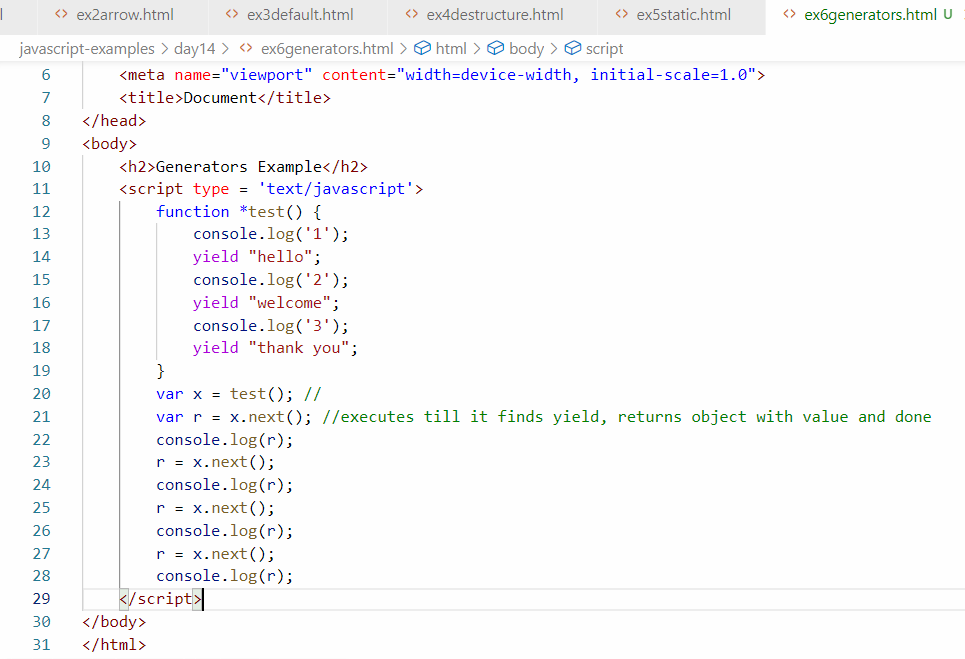 l ex2arrow.html ex3default.html ex4destructure.html ex5static.html ex6generators.html U
javascript-examples > day14 > ex6generators.html > html > body > script
6 <meta name="viewport" content="width=device-width, initial-scale=1.0">
7 <title>Document</title>
8 </head>
9 <body>
10 <h2>Generators Example</h2>
11 <script type = 'text/javascript'>
12 function *test() {
13 console.log('1');
14 yield "hello";
15 console.log('2');
16 yield "welcome";
17 console.log('3');
18 yield "thank you";
19 }
20 var x = test(); //
21 var r = x.next(); //executes till it finds yield, returns object with value and done
22 console.log(r);
23 r = x.next();
24 console.log(r);
25 r = x.next();
26 console.log(r);
27 r = x.next();
28 console.log(r);
29 </script>
30 </body>
31 </html>